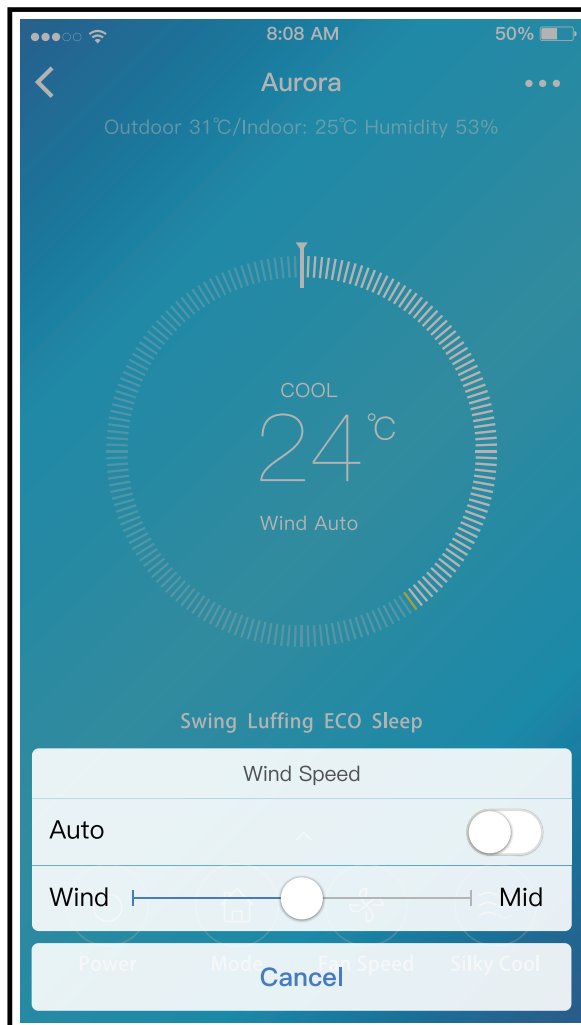 8:08 AM 50%
Aurora
Outdoor 31℃/Indoor: 25℃ Humidity 53%
COOL
24 ℃
Wind Auto
Swing Luffing ECO Sleep
Wind Speed
Auto
Wind Mid
Power Mode Fan Speed Silky Cool
Cancel